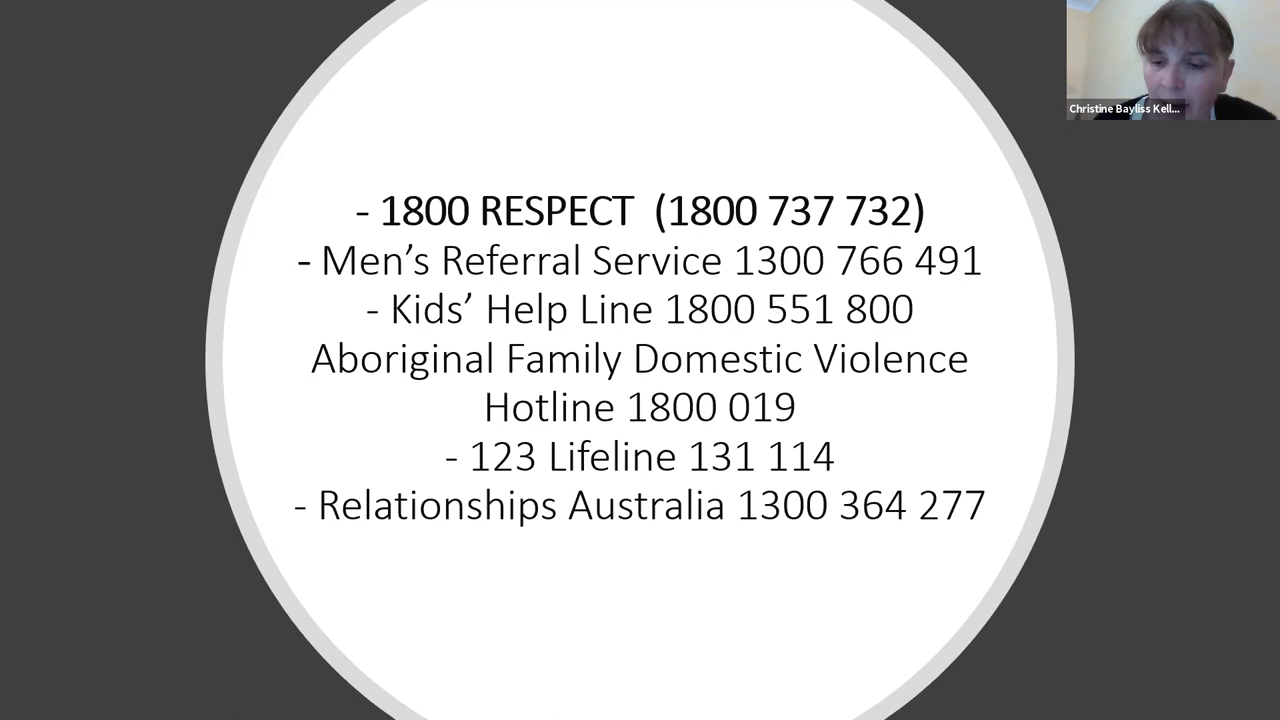 Christine Bayliss Kell...
- 1800 RESPECT  (1800 737 732)
- Men’s Referral Service 1300 766 491
- Kids’ Help Line 1800 551 800
Aboriginal Family Domestic Violence
Hotline 1800 019
- 123 Lifeline 131 114
- Relationships Australia 1300 364 277